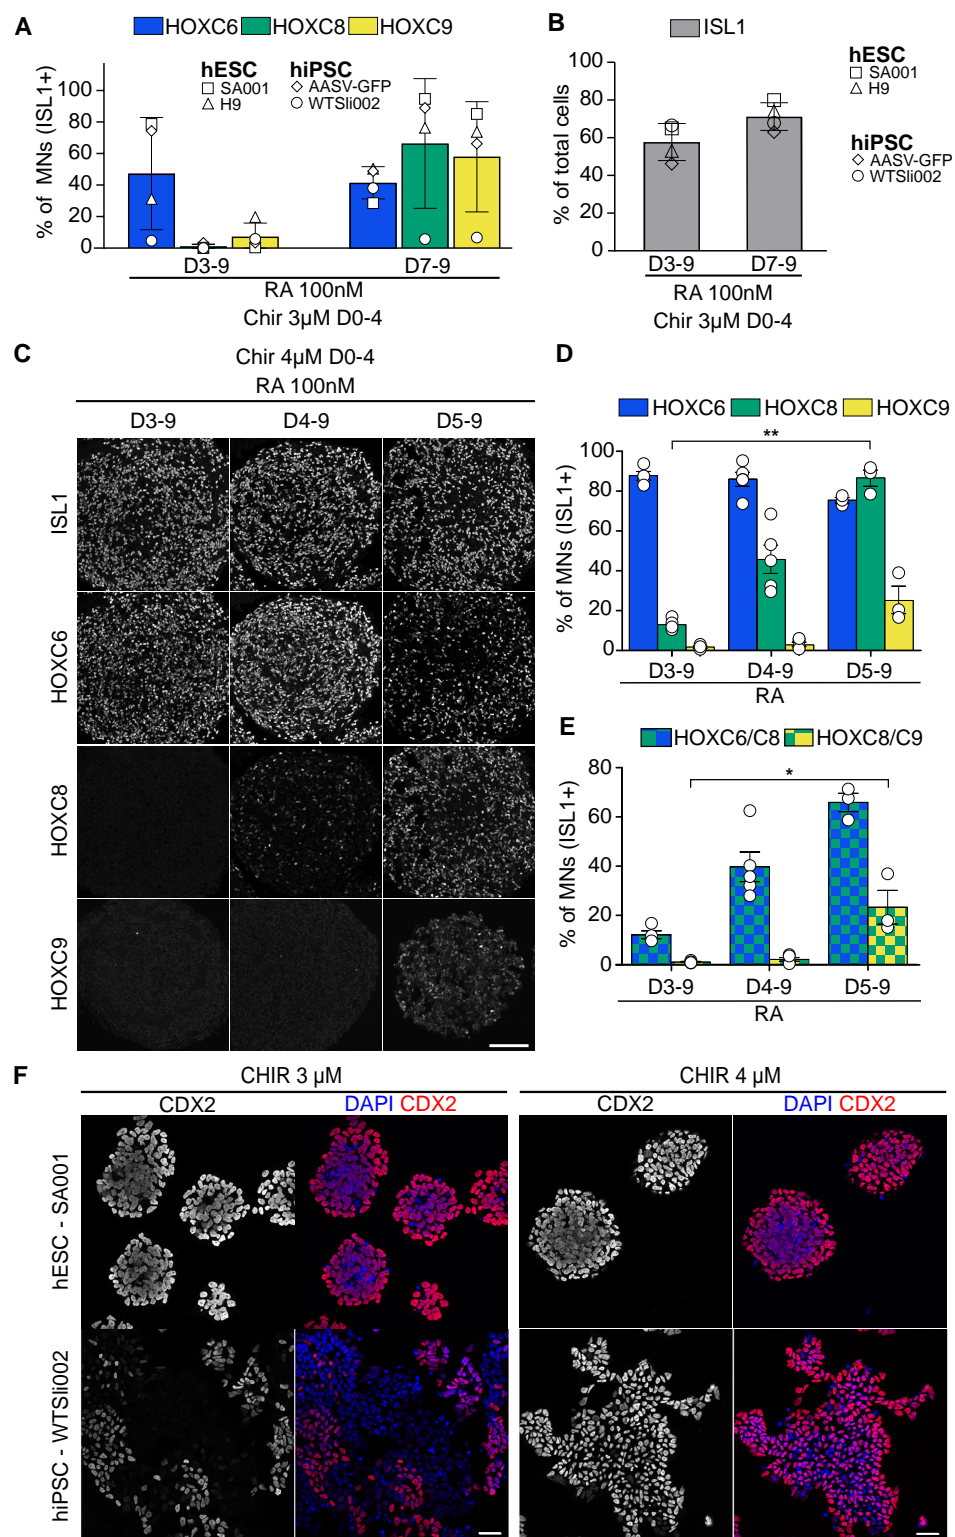 A
HOXC6 HOXC8 HOXC9
% of MNs (ISL1+)
100
80
60
40
20
0
hESC
SA001
H9
hiPSC
AASV-GFP
WTSIi002
D3-9 D7-9
RA 100nM
Chir 3µM D0-4
B
ISL1
% of total cells
100
80
60
40
20
0
hESC
SA001
H9
hiPSC
AASV-GFP
WTSIi002
D3-9 D7-9
RA 100nM
Chir 3µM D0-4
C
Chir 4µM D0-4
RA 100nM
D3-9 D4-9 D5-9
ISL1
HOXC6
HOXC8
HOXC9
D
HOXC6 HOXC8 HOXC9
**
% of MNs (ISL1+)
100
80
60
40
20
0
D3-9 D4-9 D5-9
RA
E
HOXC6/C8 HOXC8/C9
*
% of MNs (ISL1+)
80
60
40
20
0
D3-9 D4-9 D5-9
RA
F
CHIR 3 µM CHIR 4 µM
CDX2 DAPI CDX2 CDX2 DAPI CDX2
hESC - SA001
hiPSC - WTSIi002